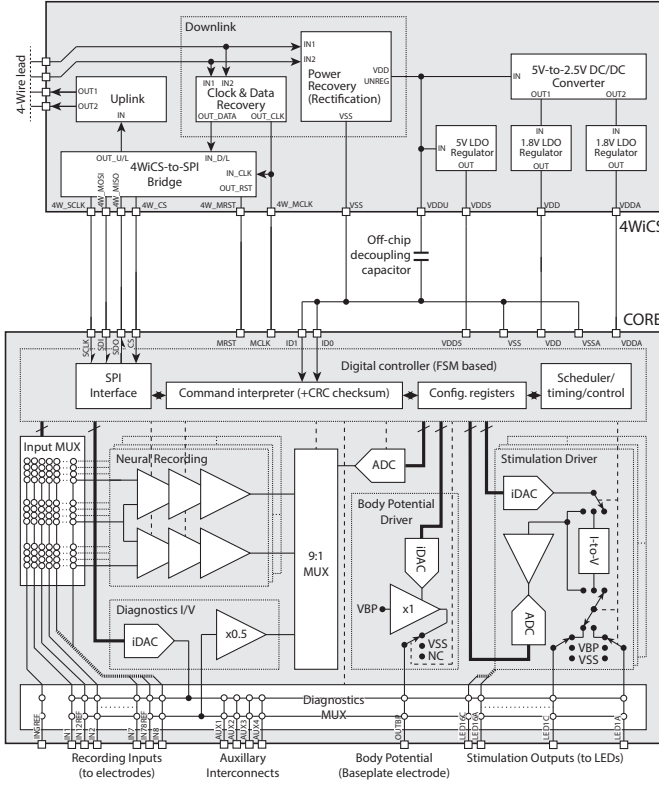 Downlink
4-Wire lead
IN1
IN2
OUT1
OUT2
Uplink
IN
IN1 IN2
Clock & Data
Recovery
OUT_DATA OUT_CLK
Power
Recovery
(Rectification)
VDD
UNREG
VSS
IN
5V-to-2.5V DC/DC
Converter
OUT1 OUT2
IN
5V LDO
Regulator
OUT
IN
1.8V LDO
Regulator
OUT
IN
1.8V LDO
Regulator
OUT
OUT_U/L IN_D/L
4WiCS-to-SPI
Bridge
IN_CLK
OUT_RST
4W_SCLK
4W_MOSI
4W_MISO
4W_CS
4W_MRST
4W_MCLK
VSS
VDDU
VDD5
VDD
VDDA
4WiCS
Off-chip
decoupling
capacitor
CORE
SCLK
SDI
SDO
CS
MRST
MCLK
ID1
ID0
VDD5
VSS
VDD
VSSA
VDDA
Digital controller (FSM based)
SPI
Interface
Command interpreter (+CRC checksum)
Config. registers
Scheduler/
timing/control
Input MUX
Neural Recording
9:1
MUX
ADC
Body Potential
Driver
iDAC
VBP
x1
VSS
NC
Stimulation Driver
iDAC
I-to-V
ADC
VBP
VSS
Diagnostics I/V
iDAC
x0.5
Diagnostics
MUX
INGREF
IN1
IN2
IN7
IN8
AUX1
AUX2
AUX3
AUX4
OUTBP
LED16C
LED16A
LED1C
LED1A
Recording Inputs
(to electrodes)
Auxillary
Interconnects
Body Potential
(Baseplate electrode)
Stimulation Outputs (to LEDs)